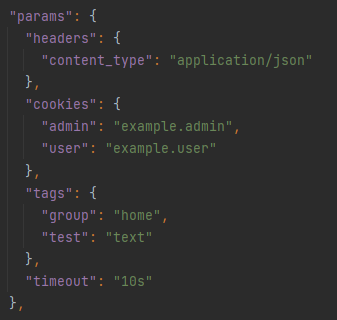 "params": {
  "headers": {
    "content_type": "application/json"
  },
  "cookies": {
    "admin": "example.admin",
    "user": "example.user"
  },
  "tags": {
    "group": "home",
    "test": "text"
  },
  "timeout": "10s"
},